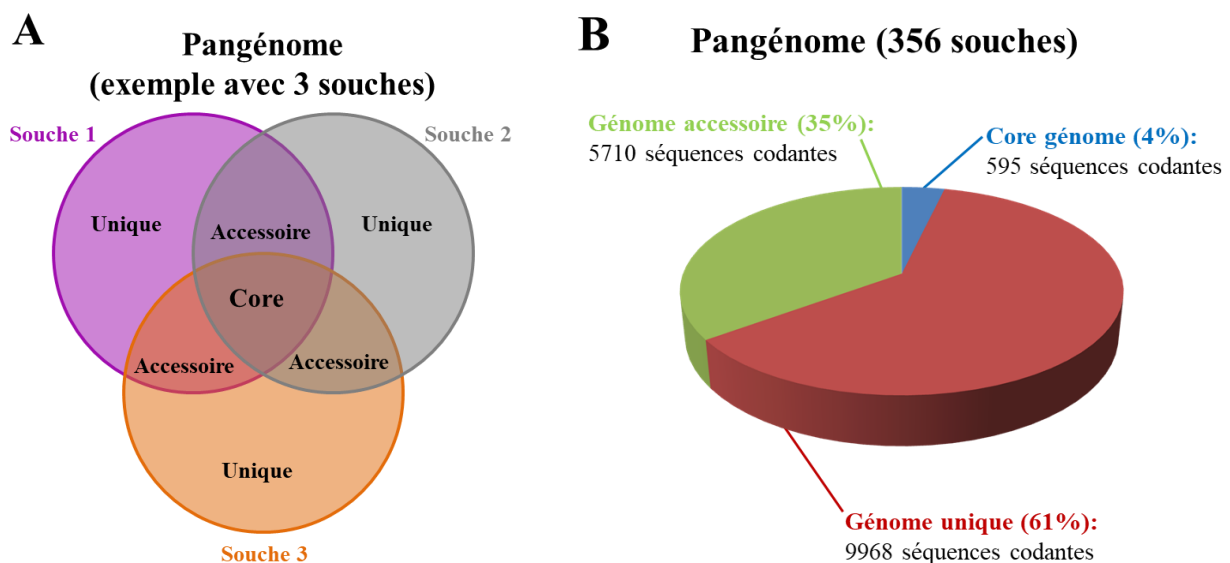 A
Pangénome
(exemple avec 3 souches)
Souche 1
Souche 2
Unique
Accessoire
Unique
Core
Accessoire
Accessoire
Unique
Souche 3
B
Pangénome (356 souches)
Génome accessoire (35%):
5710 séquences codantes
Core génome (4%):
595 séquences codantes
Génome unique (61%):
9968 séquences codantes